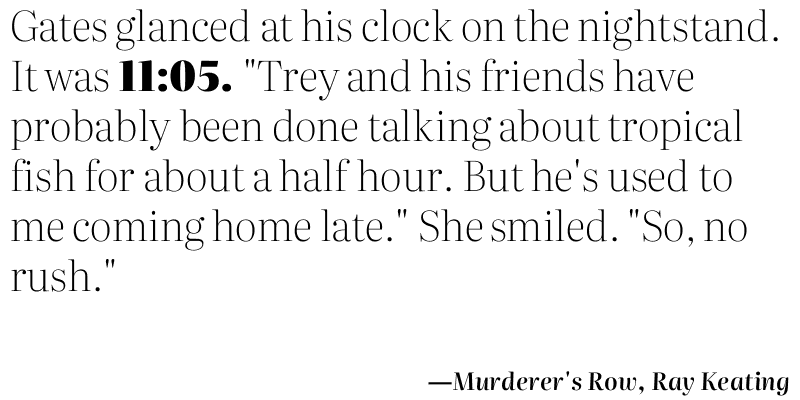 Gates glanced at his clock on the nightstand.
It was 11:05. "Trey and his friends have
probably been done talking about tropical
fish for about a half hour. But he's used to
me coming home late." She smiled. "So, no
rush."
—Murderer's Row, Ray Keating